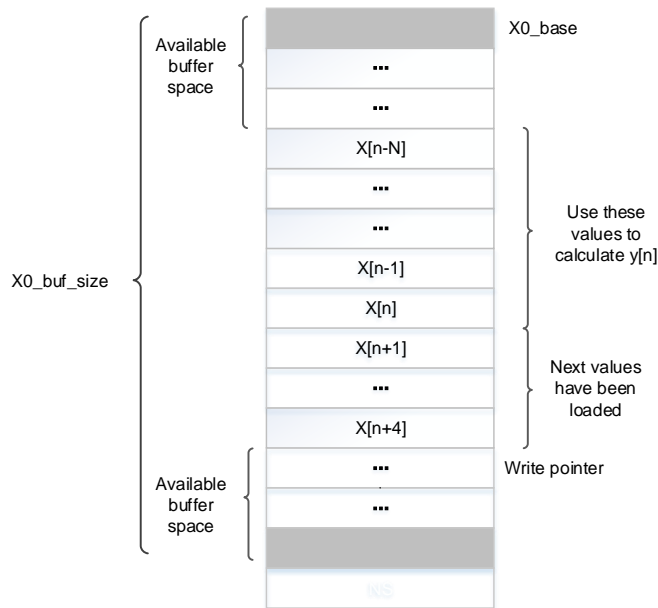 X0_base
Available
buffer
space
...
...
X[n-N]
...
...
X[n-1]
X[n]
Use these
values to
calculate y[n]
X0_buf_size
X[n+1]
...
X[n+4]
Next values
have been
loaded
...
Write pointer
...
Available
buffer
space
NS